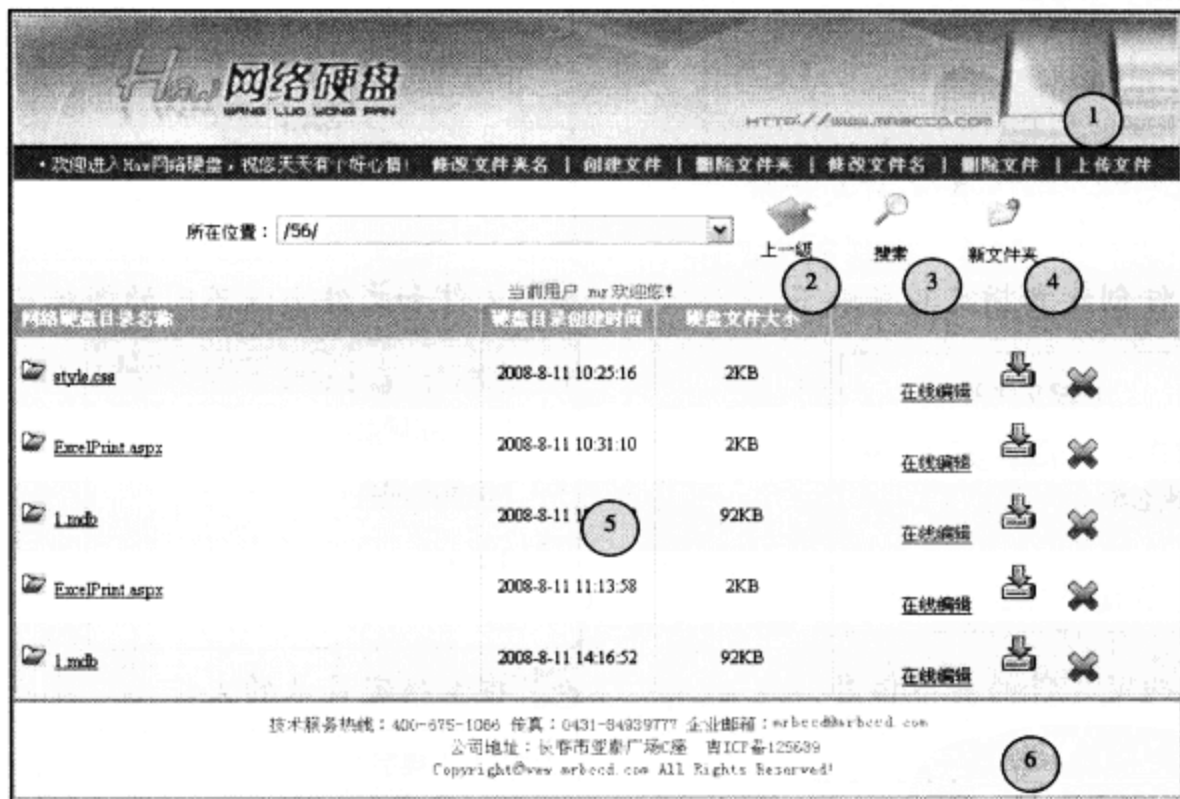 Haw 网络硬盘
WANG LUO YONG PAN
HTTP://WWW.MRBCCD.COM
1
•欢迎进入Haw网络硬盘,祝您天天有个好心情! 修改文件夹名 | 创建文件 | 删除文件夹 | 修改文件名 | 删除文件 | 上传文件
所在位置: /56/
上一级 搜索 新文件夹
2 3 4
当前用户 mr 欢迎您!
网络硬盘目录名称 硬盘目录创建时间 硬盘文件大小
style.css 2008-8-11 10:25:16 2KB 在线编辑
ExcelPrint.aspx 2008-8-11 10:31:10 2KB 在线编辑
1.mdb 2008-8-11 5 92KB 在线编辑
ExcelPrint.aspx 2008-8-11 11:13:58 2KB 在线编辑
1.mdb 2008-8-11 14:16:52 92KB 在线编辑
技术服务热线:400-675-1066 传真:0431-84939777 企业邮箱:mrbccd@mrbccd.com
公司地址:长春市亚泰广场C座 吉ICP备125639
Copyright©www.mrbccd.com All Rights Reserved!
6